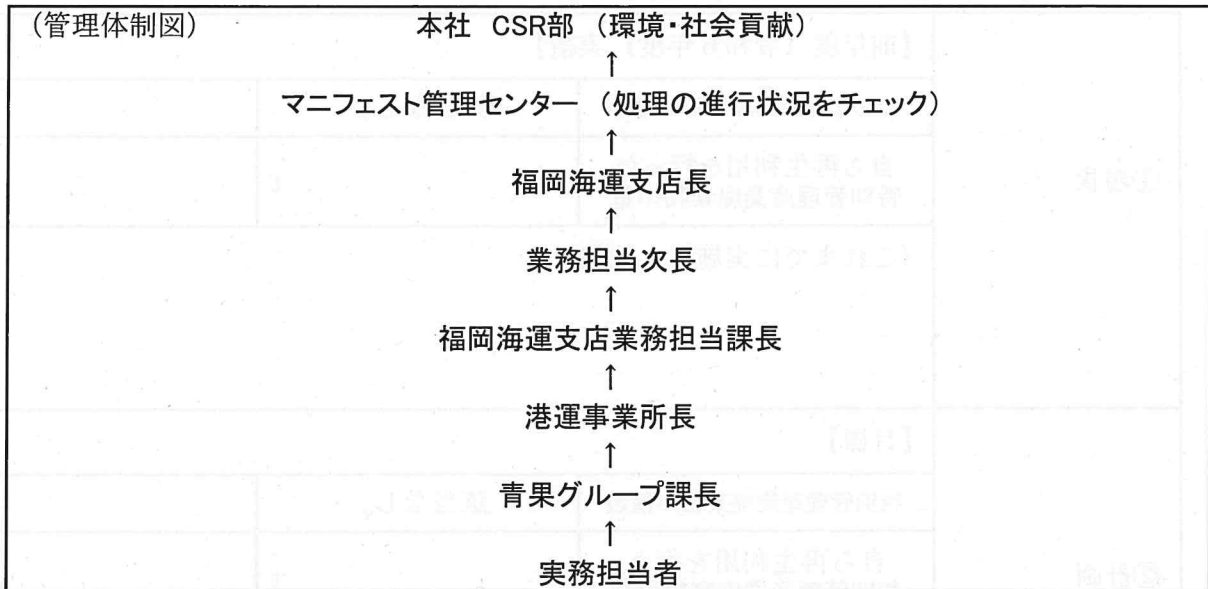 （管理体制図）　本社　CSR部　（環境・社会貢献）
↑
マニフェスト管理センター　（処理の進行状況をチェック）
↑
福岡海運支店長
↑
業務担当次長
↑
福岡海運支店業務担当課長
↑
港運事業所長
↑
青果グループ課長
↑
実務担当者